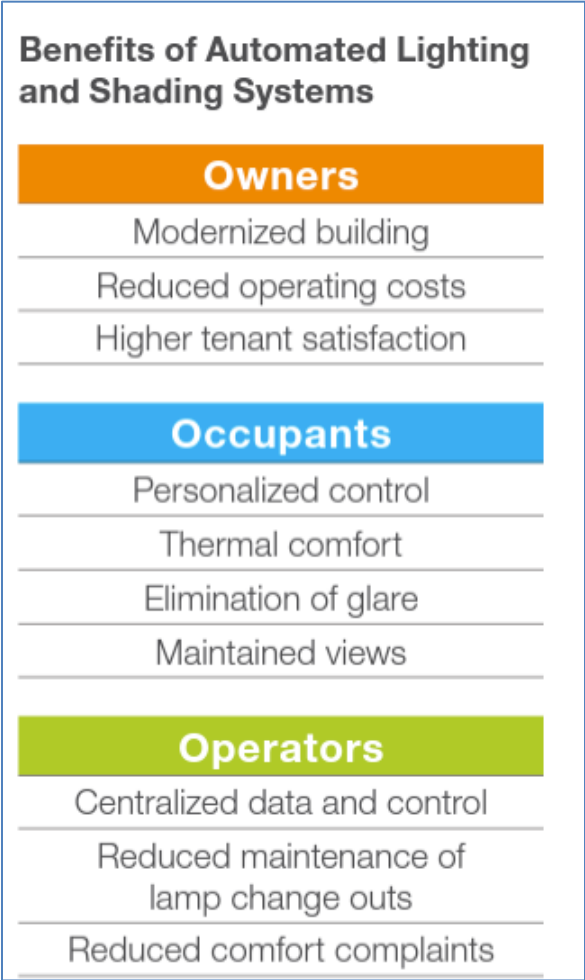 Benefits of Automated Lighting
and Shading Systems
Owners
Modernized building
Reduced operating costs
Higher tenant satisfaction
Occupants
Personalized control
Thermal comfort
Elimination of glare
Maintained views
Operators
Centralized data and control
Reduced maintenance of
lamp change outs
Reduced comfort complaints